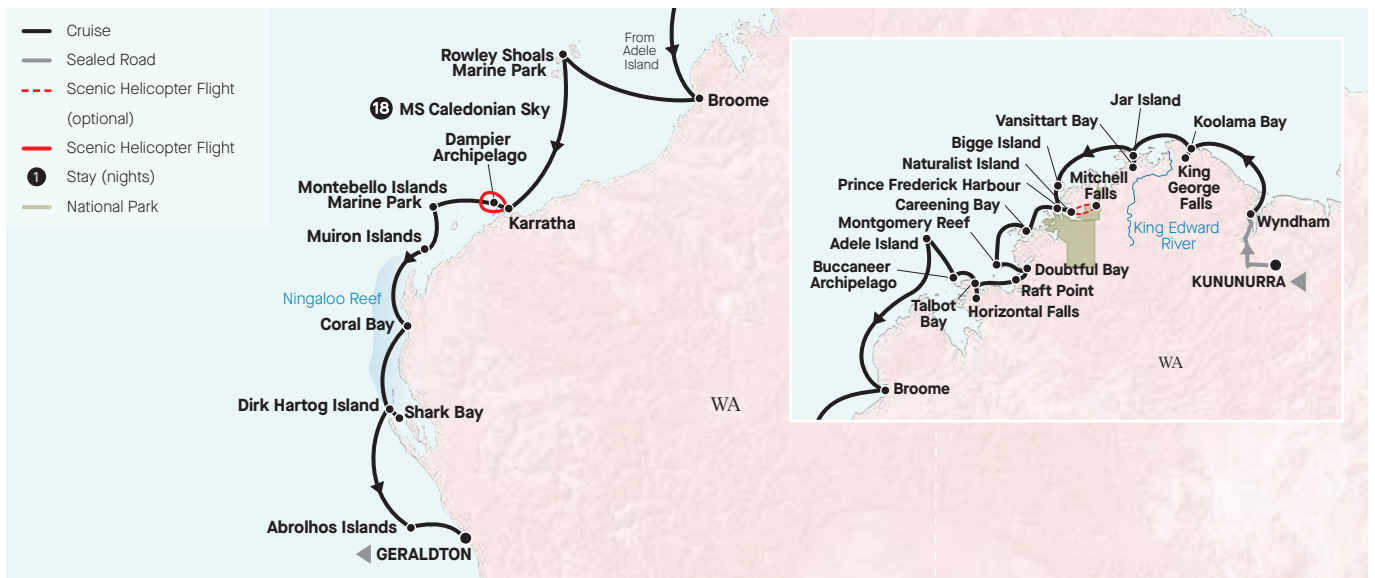 Cruise
Sealed Road
Scenic Helicopter Flight
(optional)
Scenic Helicopter Flight
1 Stay (nights)
National Park
From
Adele
Island
Rowley Shoals
Marine Park
Broome
18 MS Caledonian Sky
Dampier
Archipelago
Montebello Islands
Marine Park
Karratha
Muiron Islands
Ningaloo Reef
Coral Bay
Dirk Hartog Island
Shark Bay
Abrolhos Islands
GERALDTON
WA
Jar Island
Vansittart Bay
Koolama Bay
Bigge Island
Naturalist Island
Mitchell
Falls
King
George
Falls
Prince Frederick Harbour
Careening Bay
Wyndham
Montgomery Reef
King Edward
River
Adele Island
Buccaneer
Archipelago
Doubtful Bay
KUNUNURRA
Raft Point
Talbot
Bay
Horizontal Falls
WA
Broome